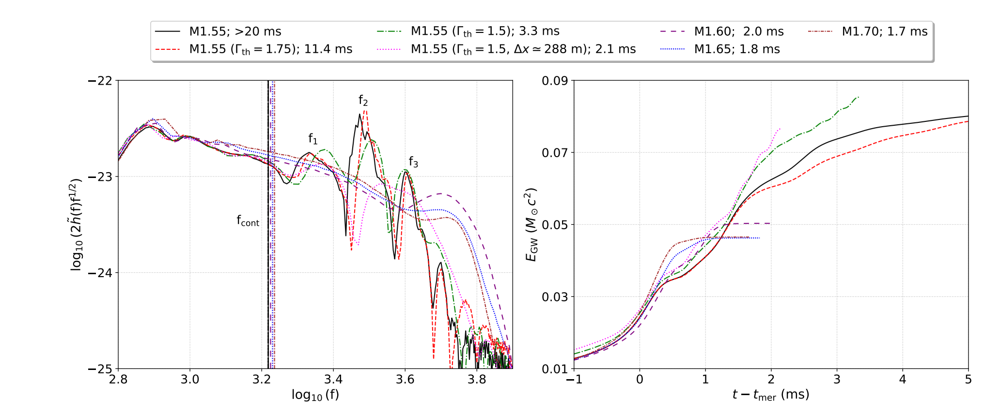 M1.55; >20 ms
M1.55 (Γth = 1.5); 3.3 ms
M1.60;  2.0 ms
M1.70; 1.7 ms
M1.55 (Γth = 1.75); 11.4 ms
M1.55 (Γth = 1.5, Δx ≃ 288 m); 2.1 ms
M1.65; 1.8 ms
log₁₀ (2h̃(f)f^1/2)
−22
−23
−24
−25
f₁
f₂
f₃
fcont
2.8 3.0 3.2 3.4 3.6 3.8
log₁₀ (f)
E_GW (M⊙c²)
0.09
0.07
0.05
0.03
0.01
−1 0 1 2 3 4 5
t − tmer (ms)